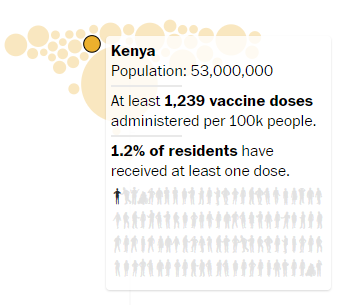 Kenya
Population: 53,000,000
At least 1,239 vaccine doses
administered per 100k people.
1.2% of residents have
received at least one dose.